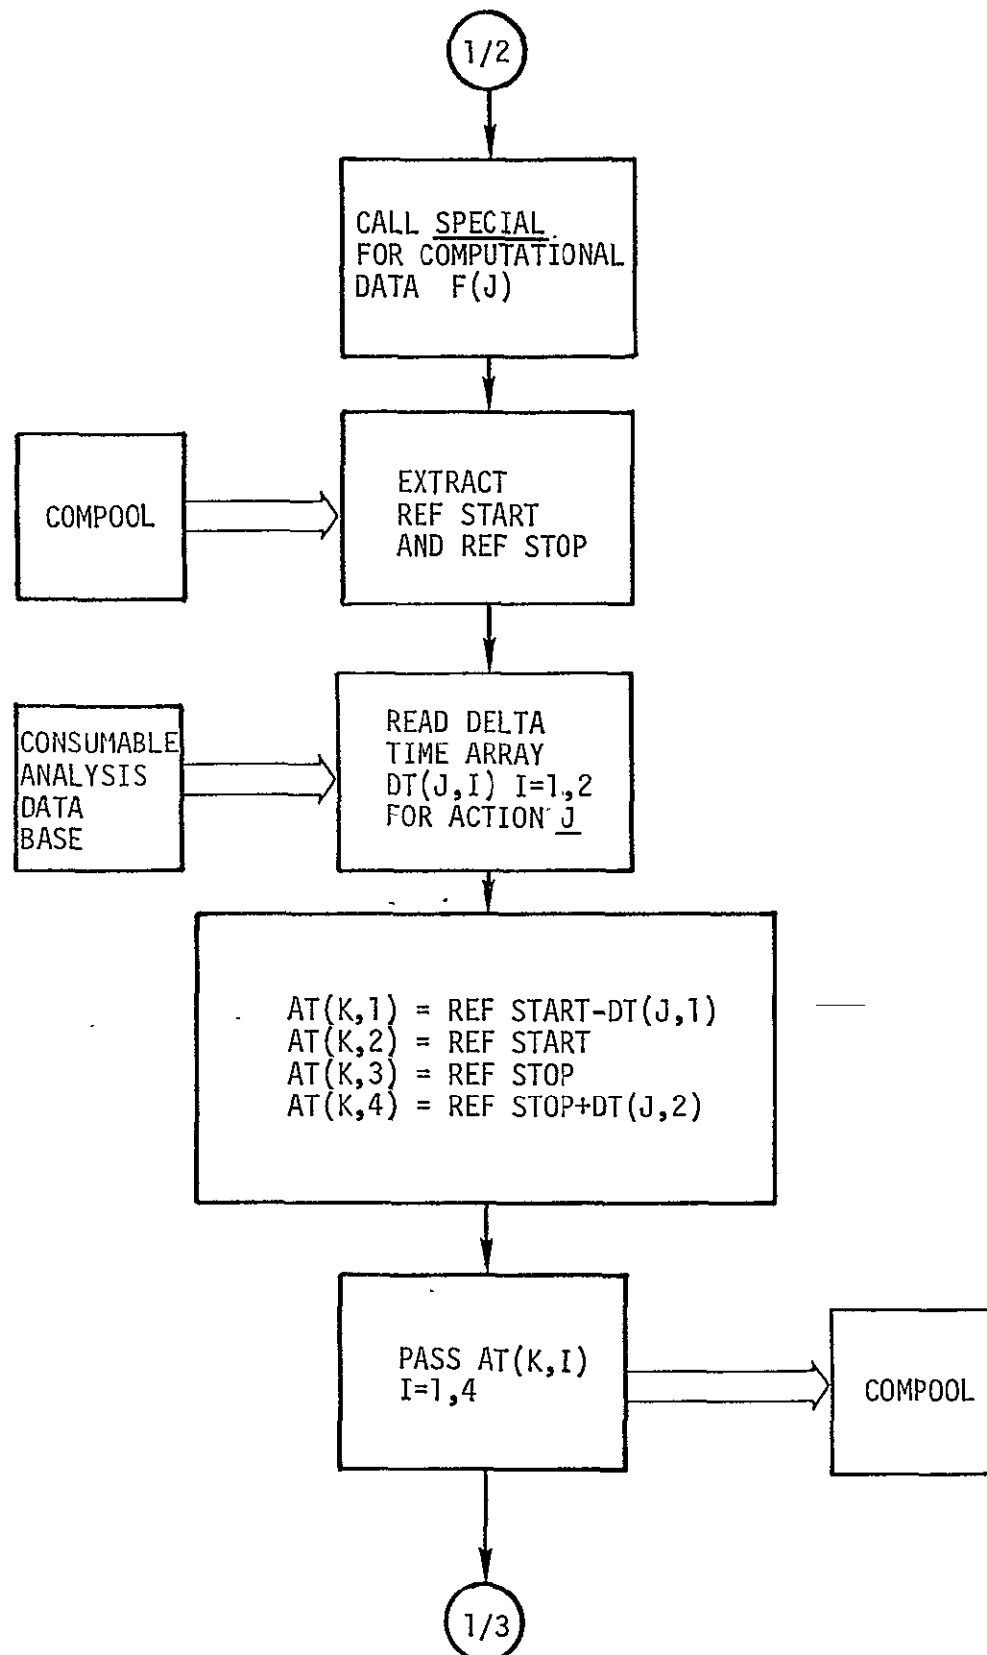 1/2
CALL SPECIAL
FOR COMPUTATIONAL
DATA F(J)
COMPOOL
EXTRACT
REF START
AND REF STOP
CONSUMABLE
ANALYSIS
DATA
BASE
READ DELTA
TIME ARRAY
DT(J,I) I=1,2
FOR ACTION J
AT(K,1) = REF START-DT(J,1)
AT(K,2) = REF START
AT(K,3) = REF STOP
AT(K,4) = REF STOP+DT(J,2)
PASS AT(K,I)
I=1,4
COMPOOL
1/3